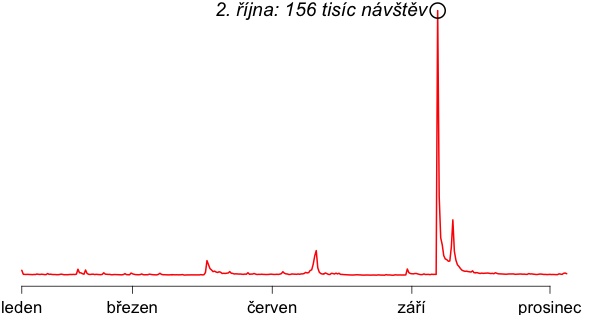 2. října: 156 tisíc návštěv
leden březen červen září prosinec